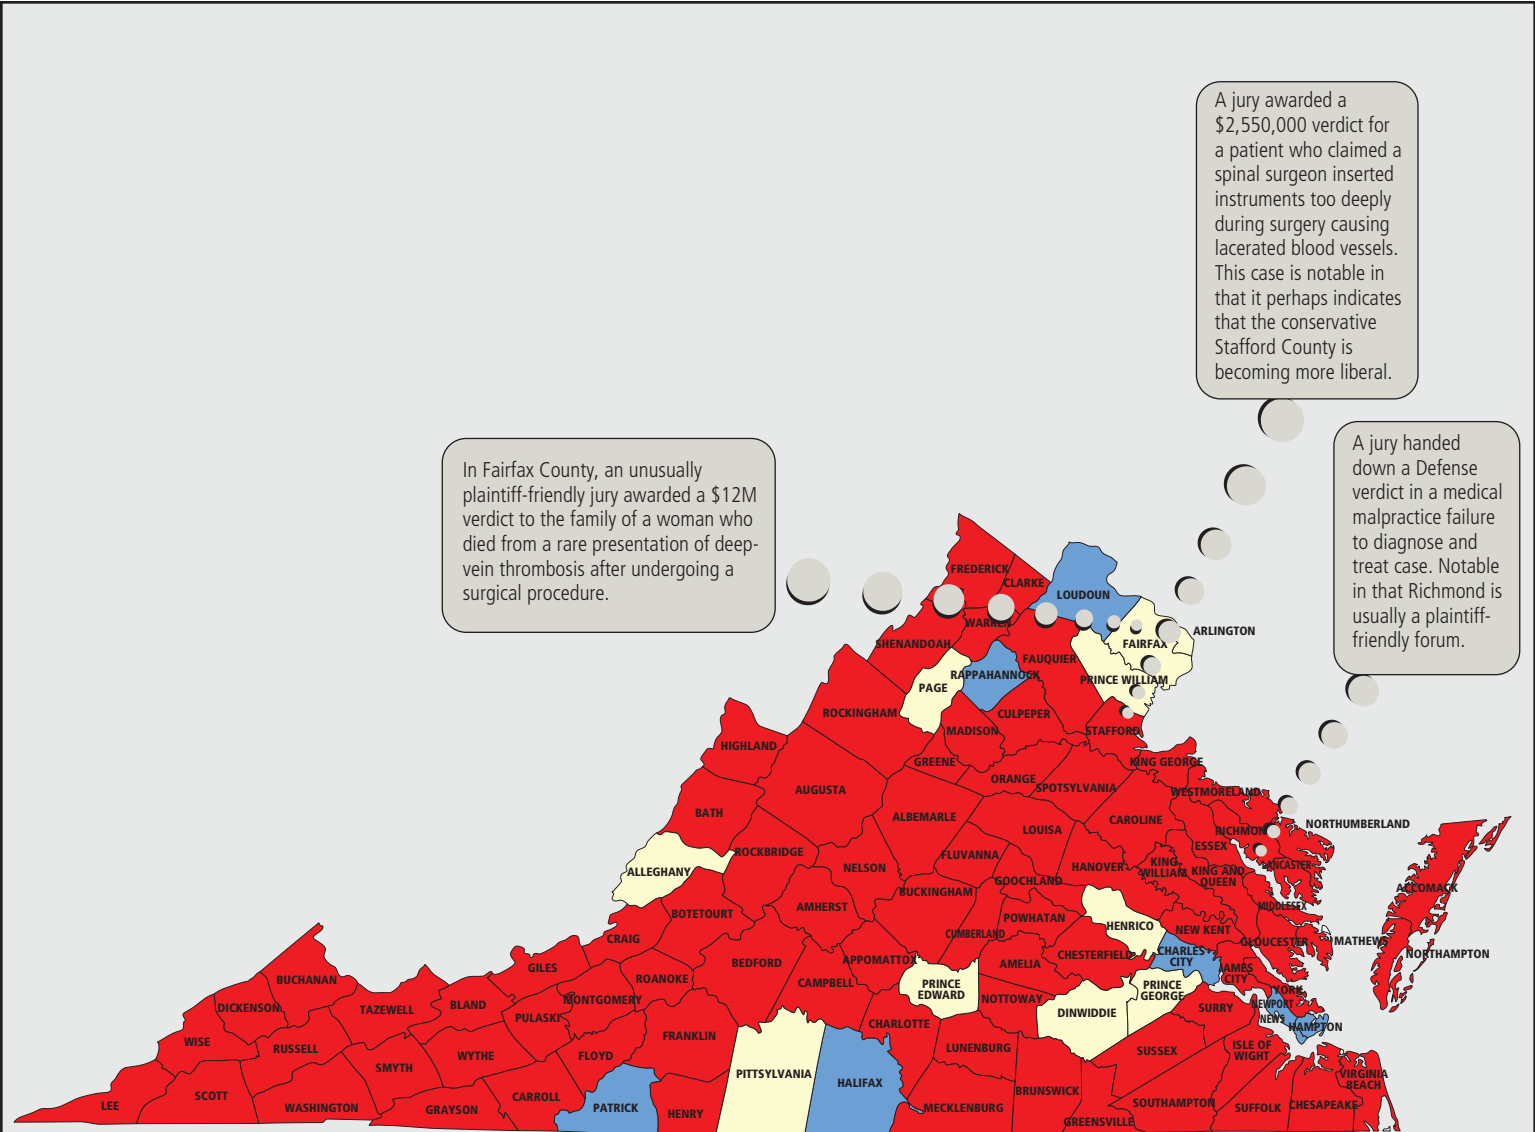 A jury awarded a
$2,550,000 verdict for
a patient who claimed a
spinal surgeon inserted
instruments too deeply
during surgery causing
lacerated blood vessels.
This case is notable in
that it perhaps indicates
that the conservative
Stafford County is
becoming more liberal.
In Fairfax County, an unusually
plaintiff-friendly jury awarded a $12M
verdict to the family of a woman who
died from a rare presentation of deep-
vein thrombosis after undergoing a
surgical procedure.
A jury handed
down a Defense
verdict in a medical
malpractice failure
to diagnose and
treat case. Notable
in that Richmond is
usually a plaintiff-
friendly forum.
FREDERICK
CLARKE
LOUDOUN
WARREN
ARLINGTON
SHENANDOAH
FAIRFAX
FAUQUIER
RAPPAHANNOCK
PRINCE WILLIAM
PAGE
ROCKINGHAM
CULPEPER
MADISON
STAFFORD
HIGHLAND
GREENE
KING GEORGE
ORANGE
SPOTSYLVANIA
AUGUSTA
WESTMORELAND
BATH
ALBEMARLE
CAROLINE
NORTHUMBERLAND
LOUISA
RICHMON
ESSEX
ROCKBRIDGE
FLUVANNA
NELSON
HANOVER
KING
WILLIAM
KING AND
QUEEN
LANCASTER
ALLEGHANY
GOOCHLAND
BUCKINGHAM
ACCOMACK
BOTETOURT
AMHERST
POWHATAN
MIDDLESEX
HENRICO
NEW KENT
CUMBERLAND
CRAIG
GLOUCESTER
MATHEWS
CHESTERFIELD
CHARLES
CITY
NORTHAMPTON
APPOMATTOX
BEDFORD
AMELIA
GILES
JAMES
CITY
BUCHANAN
ROANOKE
CAMPBELL
PRINCE
EDWARD
PRINCE
GEORGE
YORK
MONTGOMERY
NOTTOWAY
BLAND
DICKENSON
TAZEWELL
SURRY
NEWPORT
NEWS
PULASKI
DINWIDDIE
CHARLOTTE
HAMPTON
FRANKLIN
WISE
RUSSELL
LUNENBURG
SUSSEX
ISLE OF
WIGHT
WYTHE
FLOYD
SMYTH
PITTSYLVANIA
VIRGINIA
BEACH
HALIFAX
BRUNSWICK
SCOTT
CARROLL
SOUTHAMPTON
LEE
WASHINGTON
GRAYSON
PATRICK
HENRY
MECKLENBURG
SUFFOLK
CHESAPEAKE
GREENSVILLE